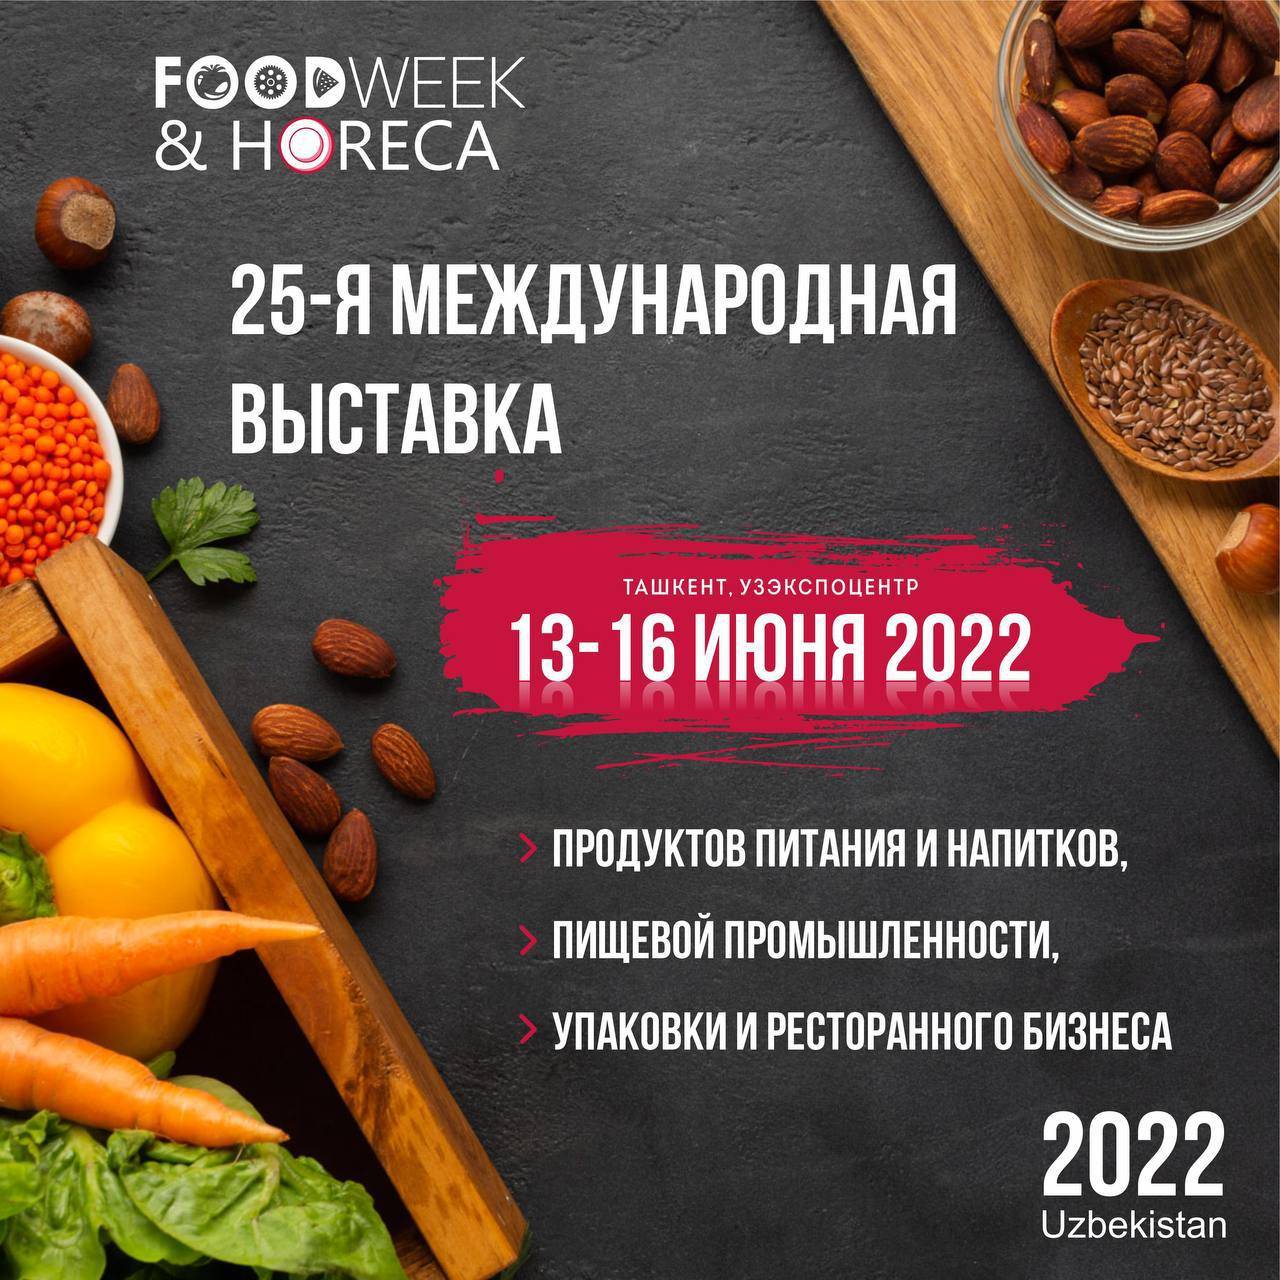 FOODWEEK
& HORECA
25-Я МЕЖДУНАРОДНАЯ
ВЫСТАВКА
ТАШКЕНТ, УЗЭКСПОЦЕНТР
13-16 ИЮНЯ 2022
ПРОДУКТОВ ПИТАНИЯ И НАПИТКОВ,
ПИЩЕВОЙ ПРОМЫШЛЕННОСТИ,
УПАКОВКИ И РЕСТОРАННОГО БИЗНЕСА
2022
Uzbekistan